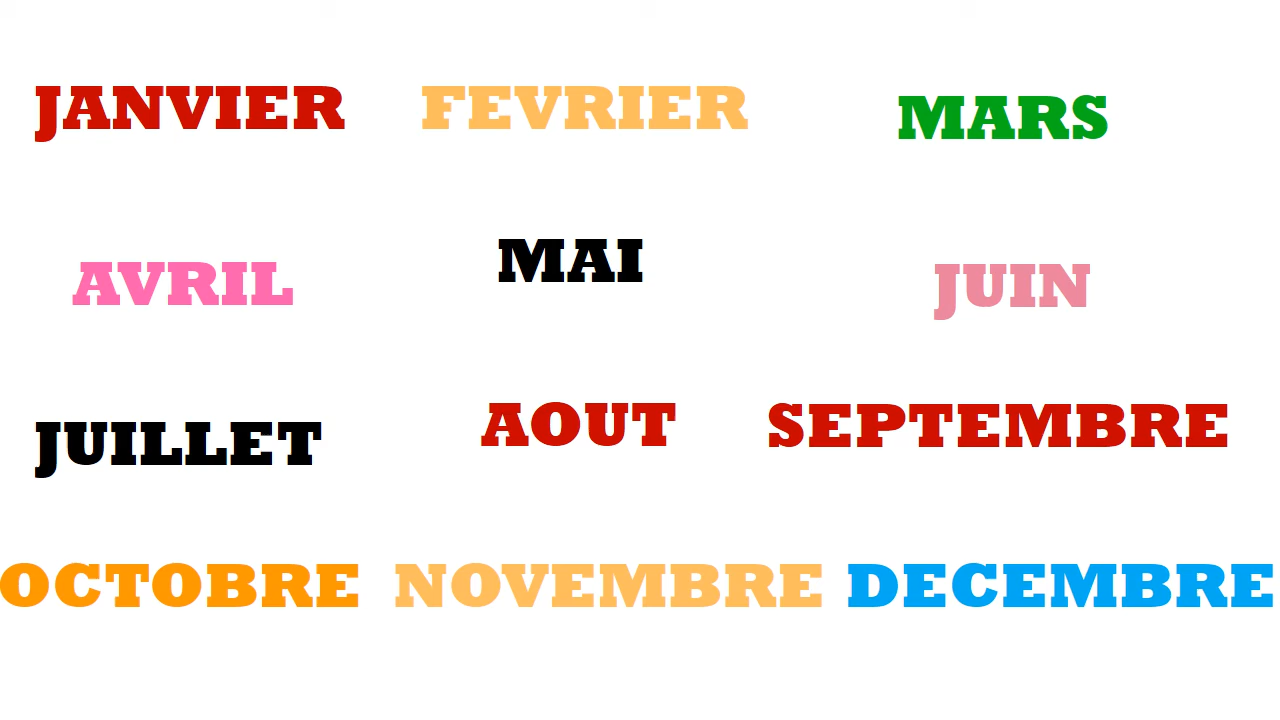 JANVIER FEVRIER MARS
AVRIL MAI JUIN
JUILLET AOUT SEPTEMBRE
OCTOBRE NOVEMBRE DECEMBRE